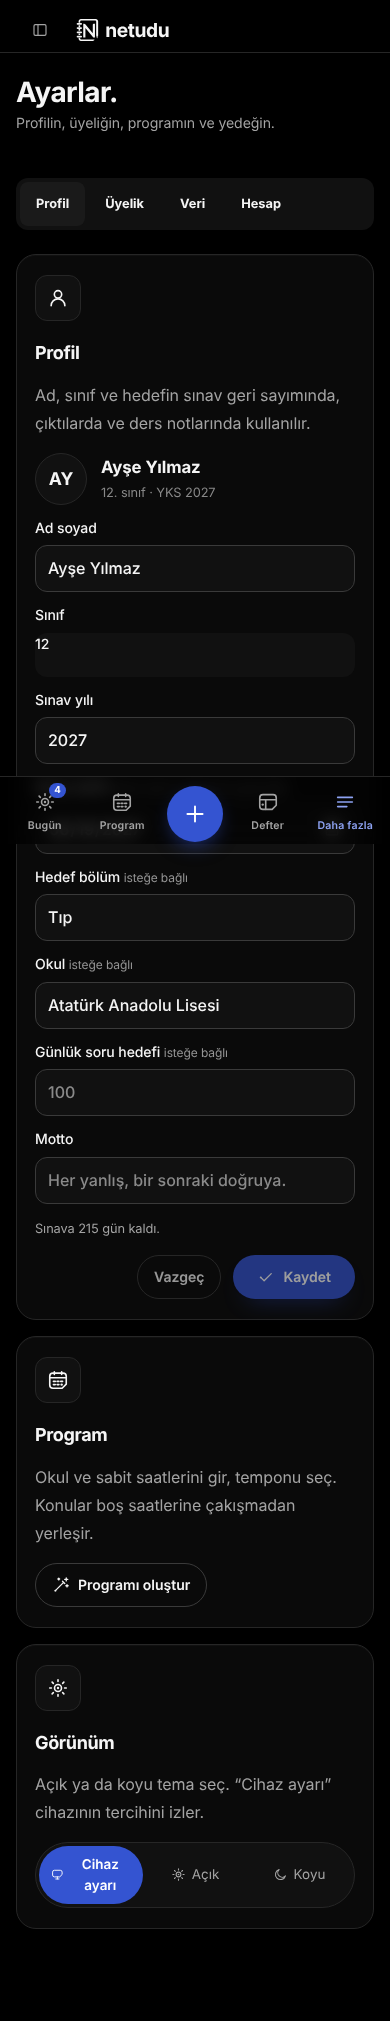 netudu
Ayarlar.
Profilin, üyeliğin, programın ve yedeğin.
Profil Üyelik Veri Hesap
Profil
Ad, sınıf ve hedefin sınav geri sayımında,
çıktılarda ve ders notlarında kullanılır.
AY
Ayşe Yılmaz
12. sınıf · YKS 2027
Ad soyad
Ayşe Yılmaz
Sınıf
12
Sınav yılı
2027
4
Bugün Program Defter Daha fazla
Hedef bölüm isteğe bağlı
Tıp
Okul isteğe bağlı
Atatürk Anadolu Lisesi
Günlük soru hedefi isteğe bağlı
100
Motto
Her yanlış, bir sonraki doğruya.
Sınava 215 gün kaldı.
Vazgeç Kaydet
Program
Okul ve sabit saatlerini gir, temponu seç.
Konular boş saatlerine çakışmadan
yerleşir.
Programı oluştur
Görünüm
Açık ya da koyu tema seç. “Cihaz ayarı”
cihazının tercihini izler.
Cihaz
ayarı
Açık
Koyu